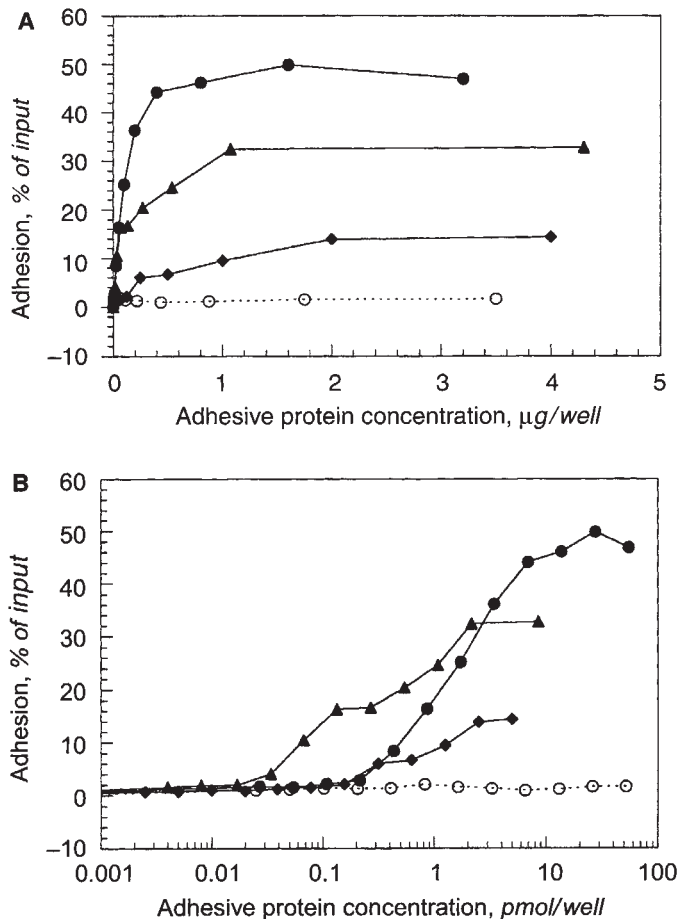 A
60
50
40
30
20
10
0
–10
Adhesion, % of input
0 1 2 3 4 5
Adhesive protein concentration, μg/well
B
60
50
40
30
20
10
0
–10
Adhesion, % of input
0.001 0.01 0.1 1 10 100
Adhesive protein concentration, pmol/well